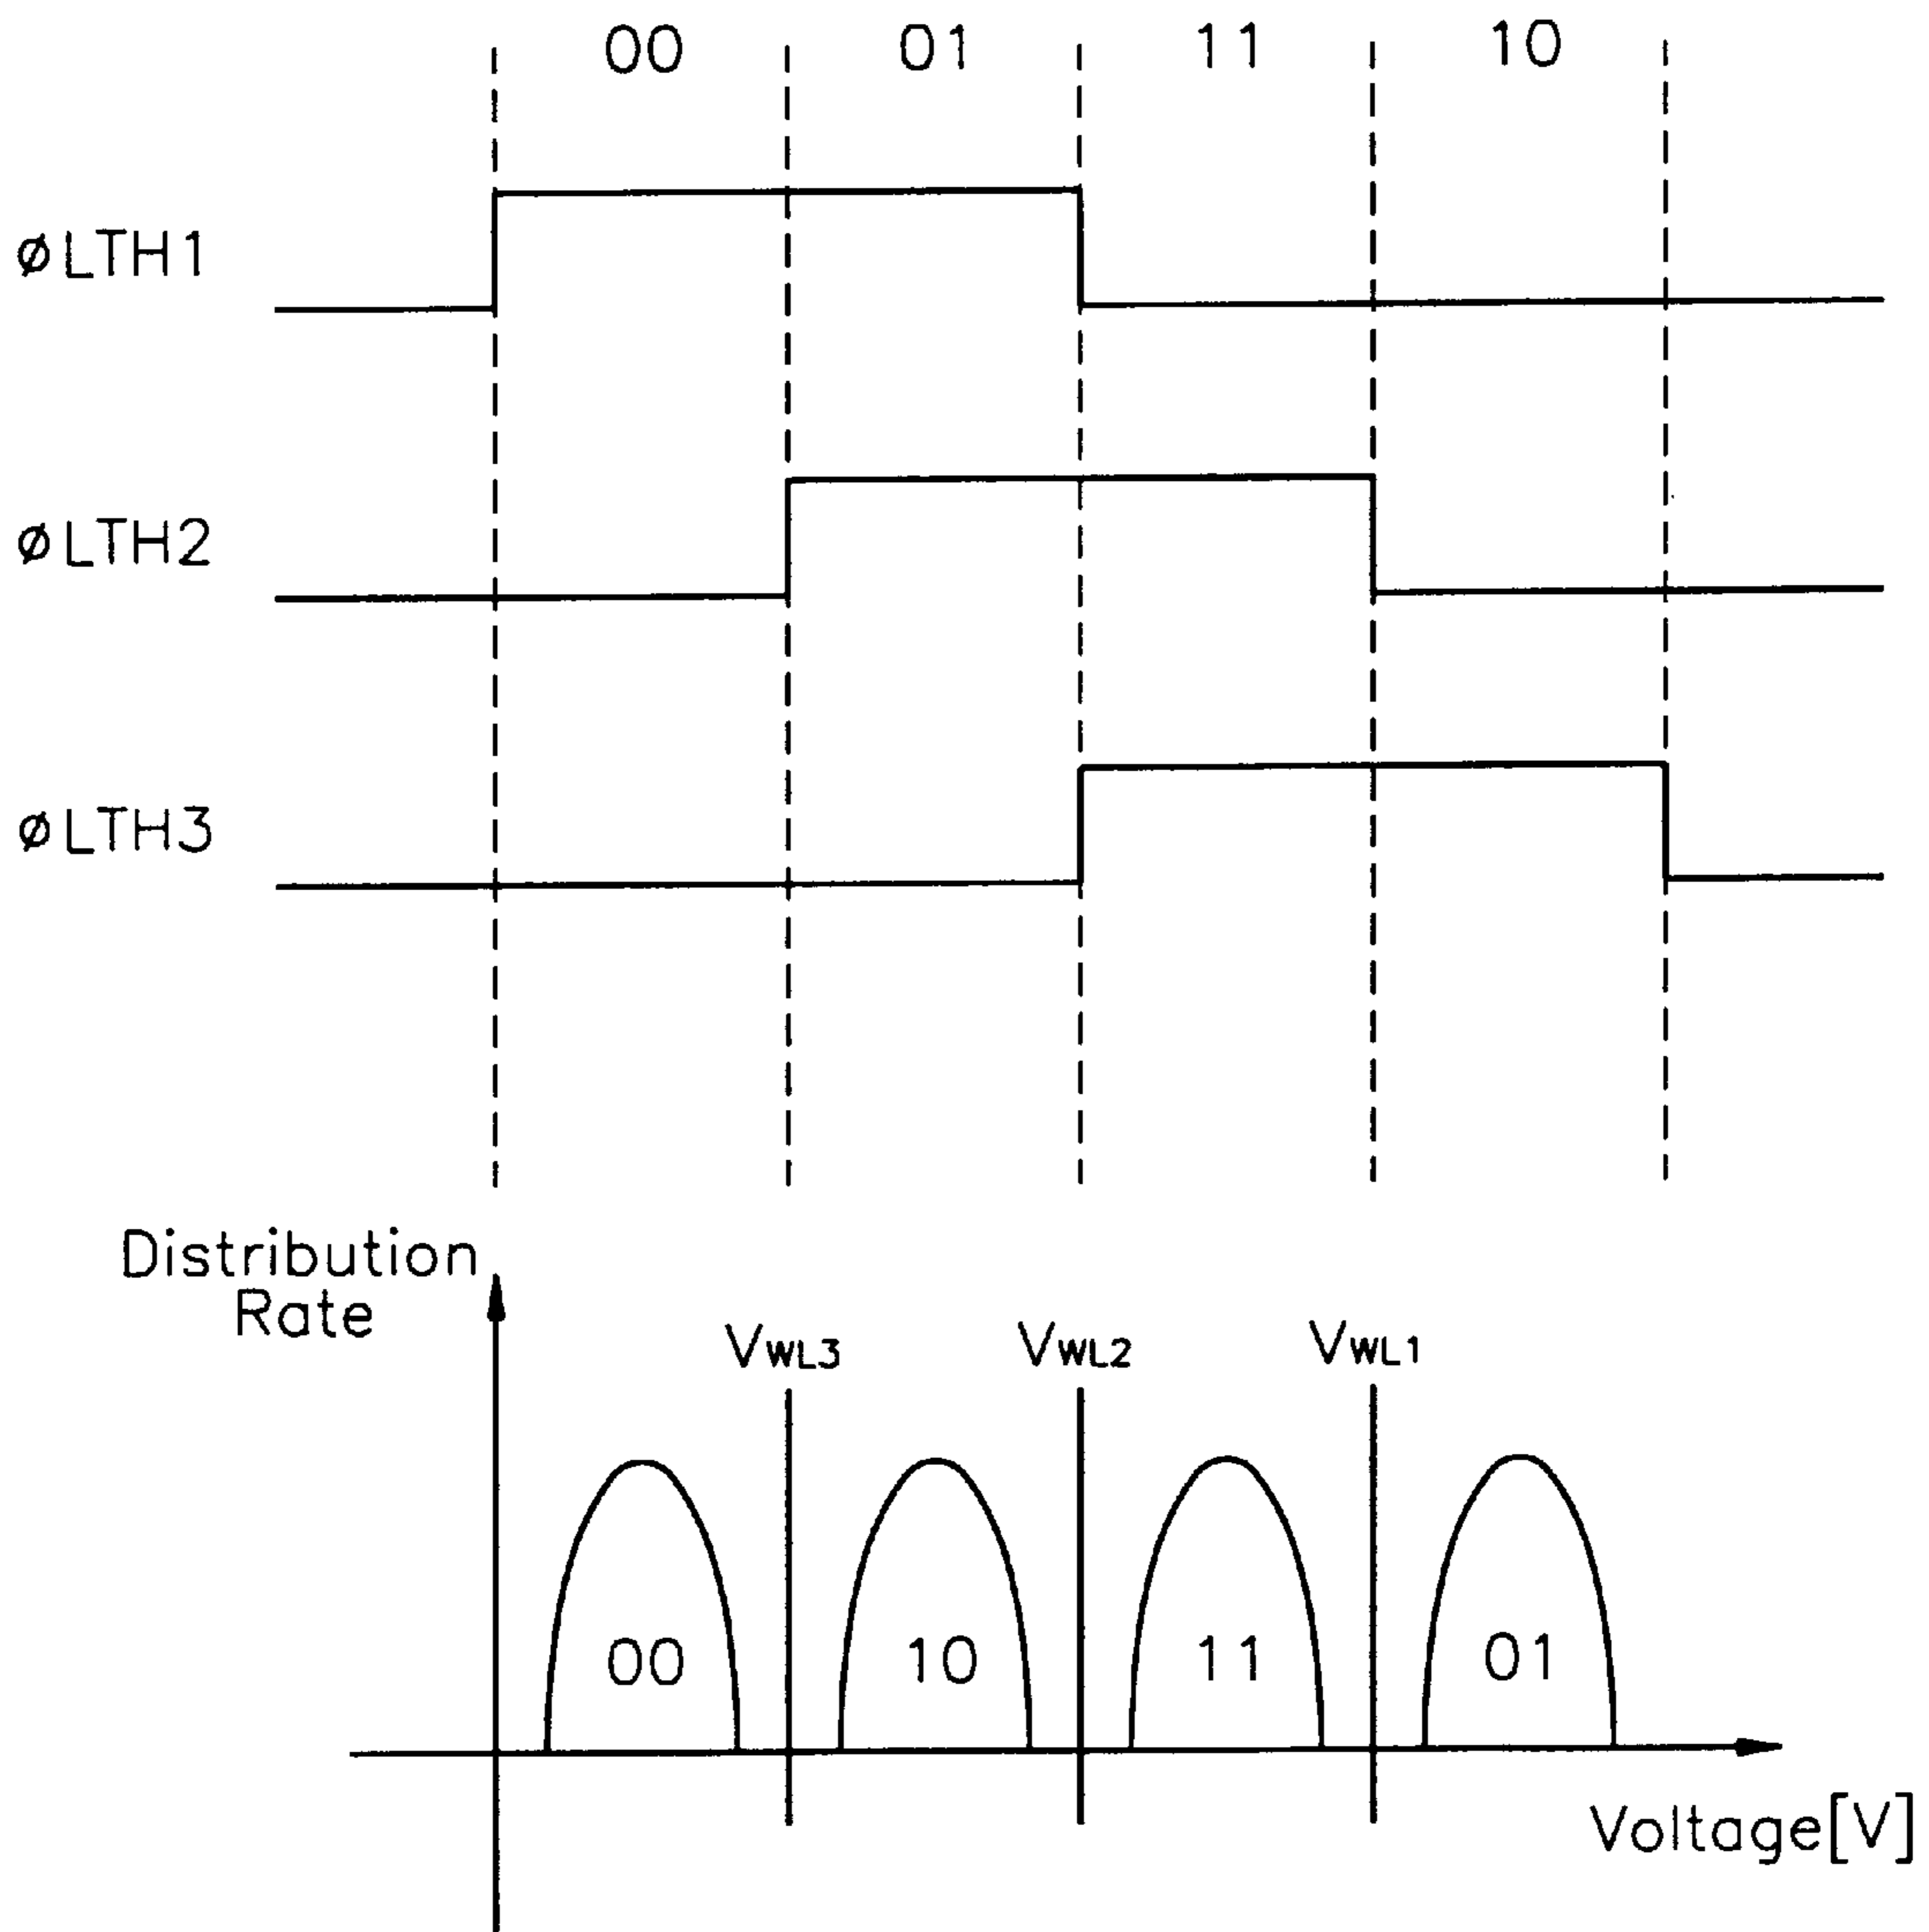 00 01 11 10
øLTH1
øLTH2
øLTH3
Distribution
Rate
VWL3 VWL2 VWL1
00 10 11 01
Voltage[V]